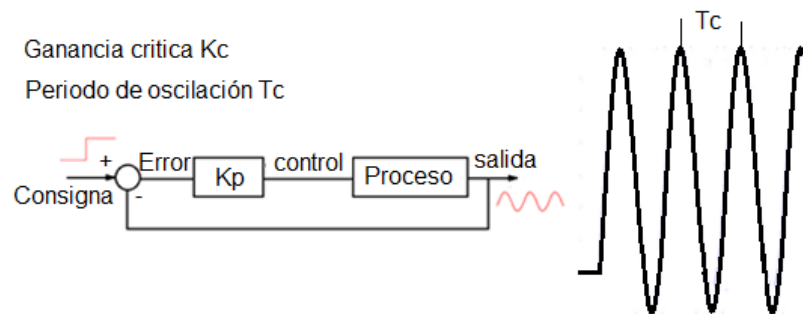 Ganancia critica Kc
Periodo de oscilación Tc
Tc
+
Error
Kp
control
Proceso
salida
Consigna
-